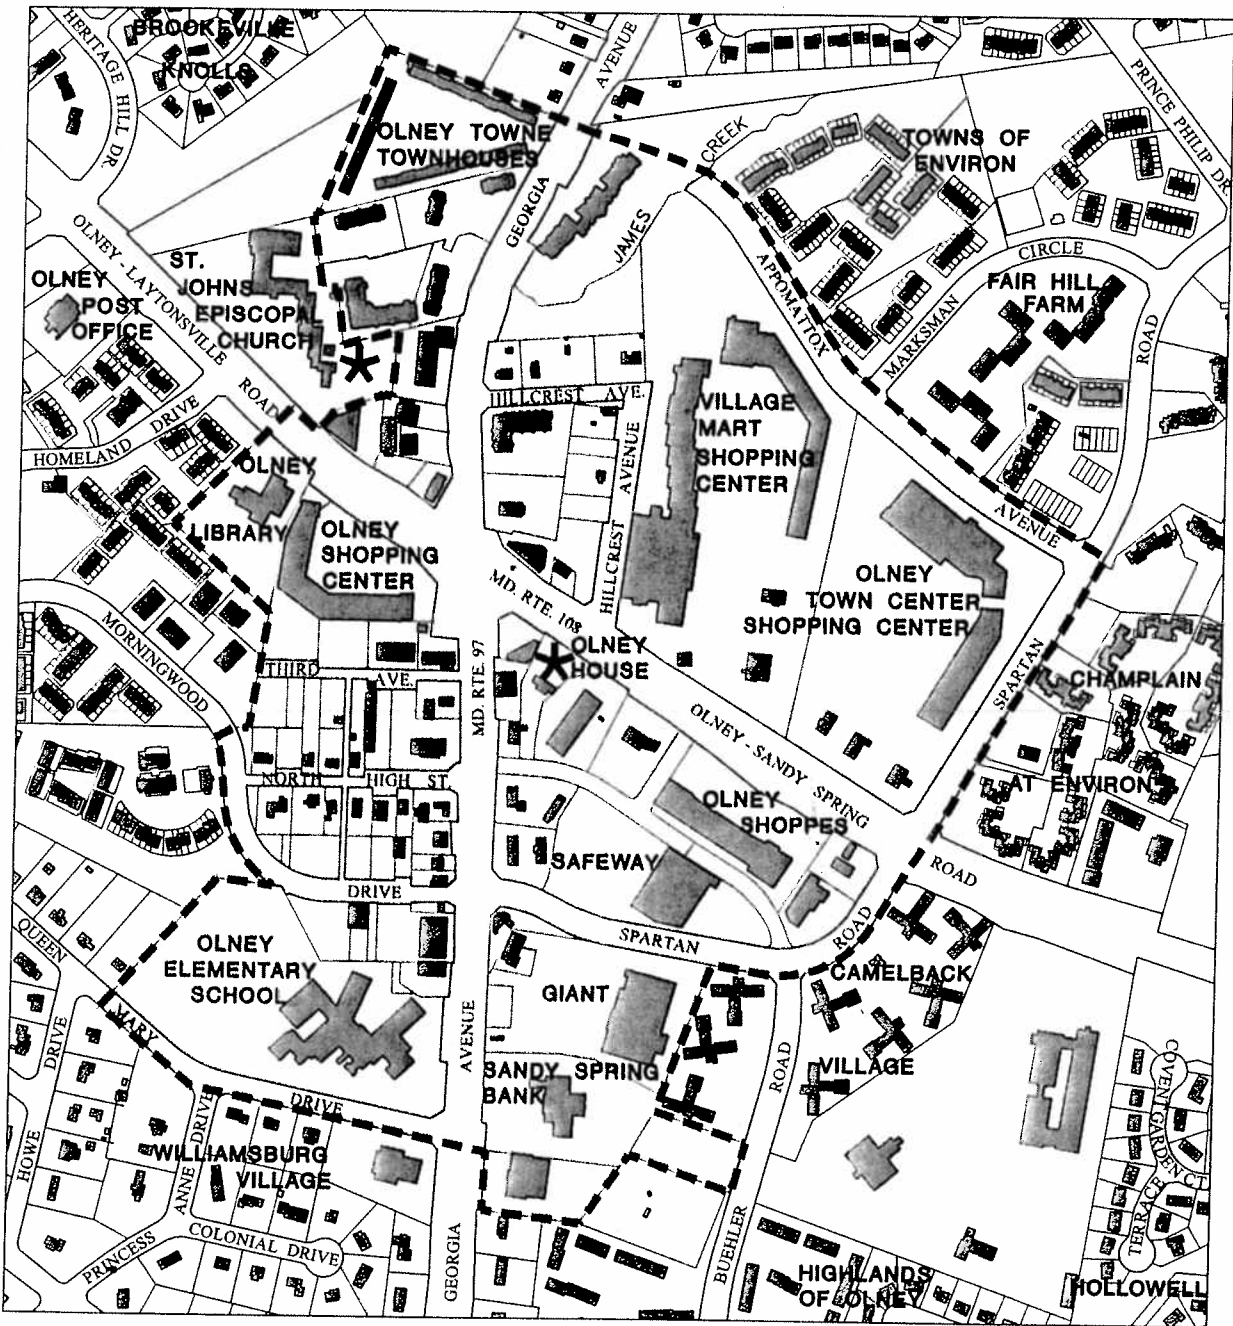 BROOKEVILLE
KNOLLS
HERITAGE HILL DR.
AVENUE
PRINCE PHILIP DR.
OLNEY TOWNE
TOWNHOUSES
CREEK
TOWNS OF
ENVIRON
GEORGIA
JAMES
OLNEY - LAYTONSVILLE
ROAD
ST.
JOHNS
EPISCOPAL
CHURCH
OLNEY
POST
OFFICE
APPOMATTOX
CIRCLE
FAIR HILL
FARM
MARKSMAN
ROAD
HILLCREST AVE.
VILLAGE
MART
SHOPPING
CENTER
HOMELAND DRIVE
OLNEY
LIBRARY
AVENUE
HILLCREST
OLNEY
SHOPPING
CENTER
AVENUE
MD. RTE. 108
OLNEY
TOWN CENTER
SHOPPING CENTER
MORNINGWOOD
MD. RTE. 97
OLNEY
HOUSE
THIRD AVE.
SPARTAN
CHAMPLAIN
OLNEY - SANDY SPRING
NORTH HIGH ST.
AT ENVIRON
OLNEY
SHOPPES
SAFEWAY
ROAD
DRIVE
SPARTAN
ROAD
QUEEN
OLNEY
ELEMENTARY
SCHOOL
CAMELBACK
GIANT
MARY
DRIVE
AVENUE
ROAD
VILLAGE
SANDY SPRING
BANK
DRIVE
COVENT GARDEN CT.
HOWE
DRIVE
ANNE
WILLIAMSBURG
VILLAGE
TERRACE
PRINCESS
COLONIAL DRIVE
GEORGIA
BUEHLER
HIGHLANDS
OF OLNEY
HOLLOWELL